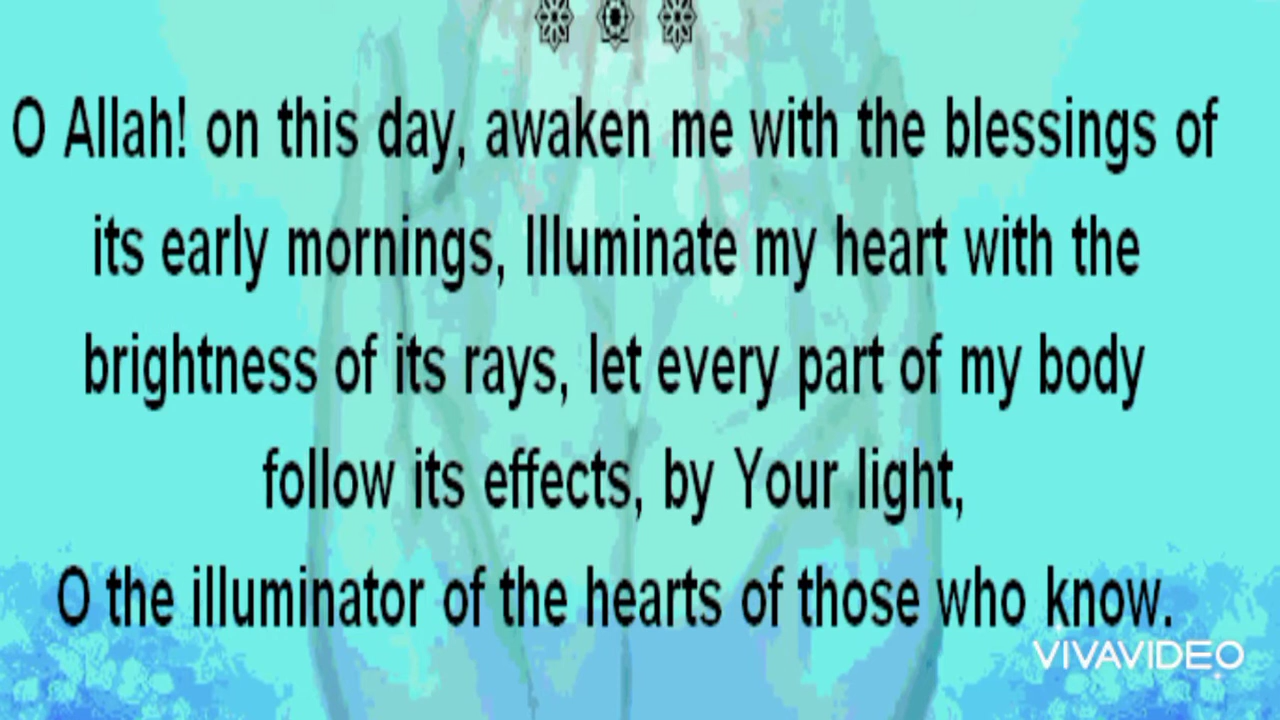 O Allah! on this day, awaken me with the blessings of
its early mornings, Illuminate my heart with the
brightness of its rays, let every part of my body
follow its effects, by Your light,
O the illuminator of the hearts of those who know.
VIVAVIDEO